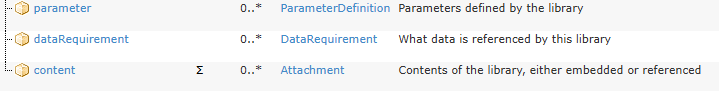 parameter 0..* ParameterDefinition Parameters defined by the library
dataRequirement 0..* DataRequirement What data is referenced by this library
content Σ 0..* Attachment Contents of the library, either embedded or referenced